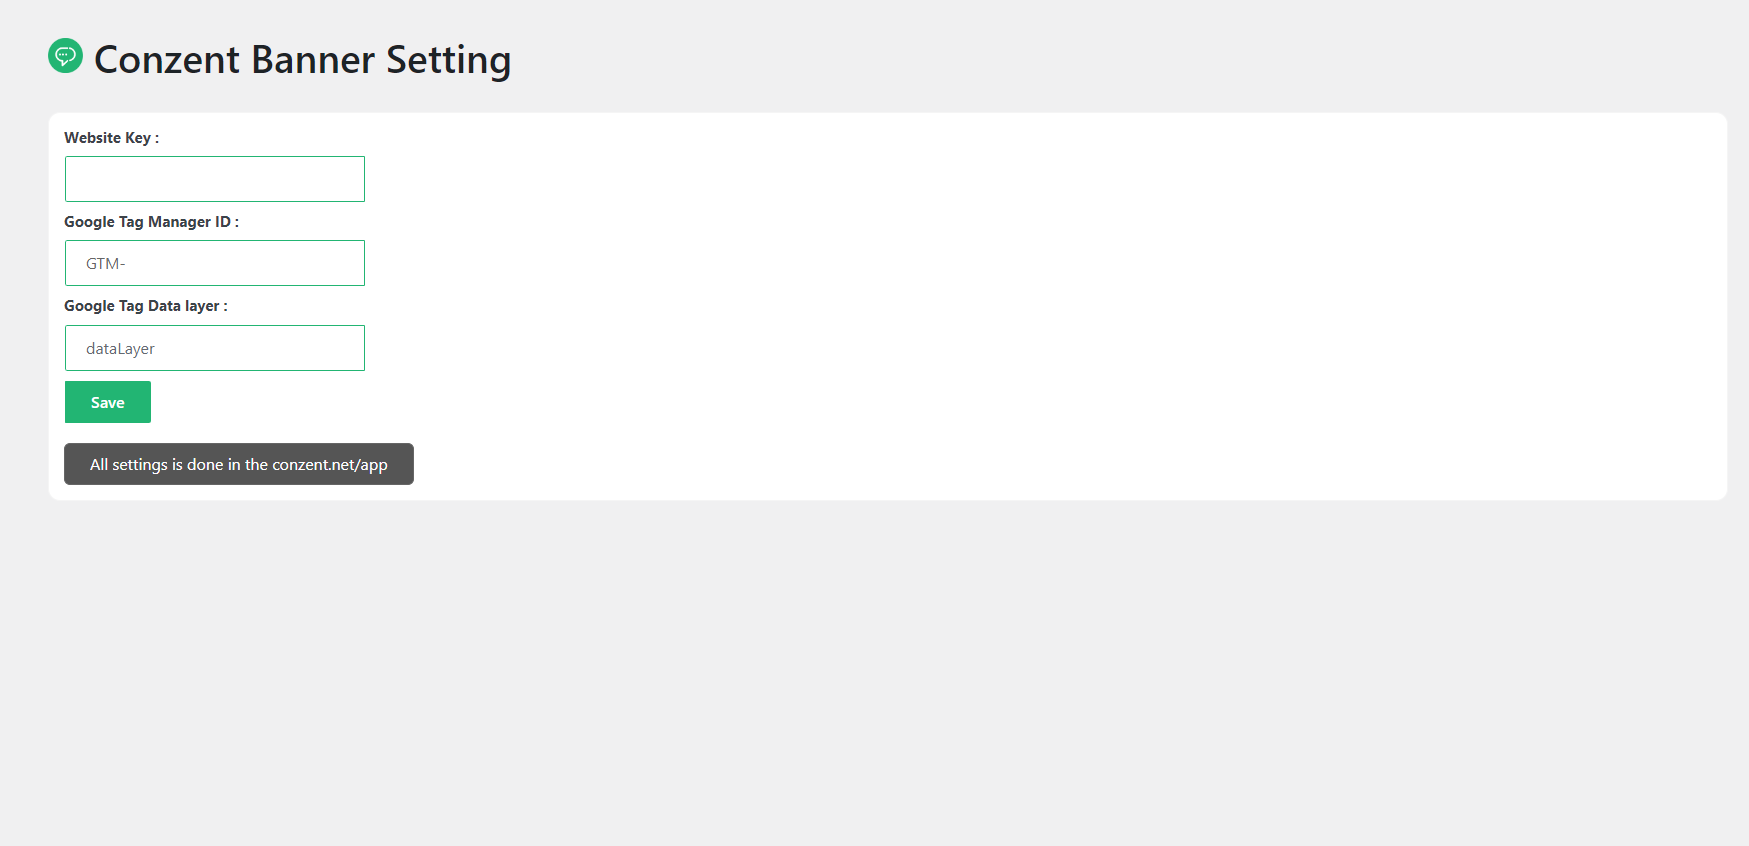 Conzent Banner Setting
Website Key :
Google Tag Manager ID :
GTM-
Google Tag Data layer :
dataLayer
Save
All settings is done in the conzent.net/app